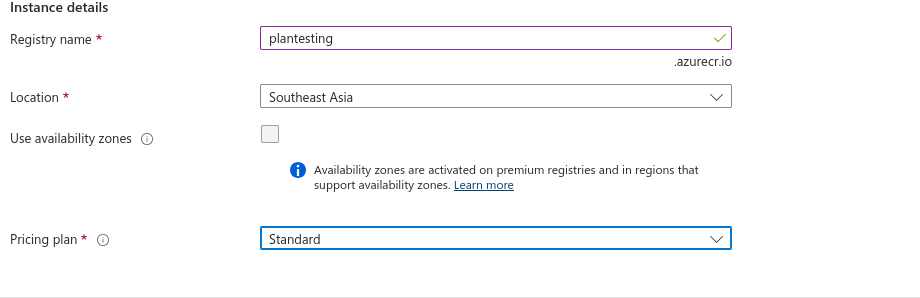 Instance details
Registry name *
plantesting
.azurecr.io
Location *
Southeast Asia
Use availability zones
Availability zones are activated on premium registries and in regions that
support availability zones. Learn more
Pricing plan *
Standard